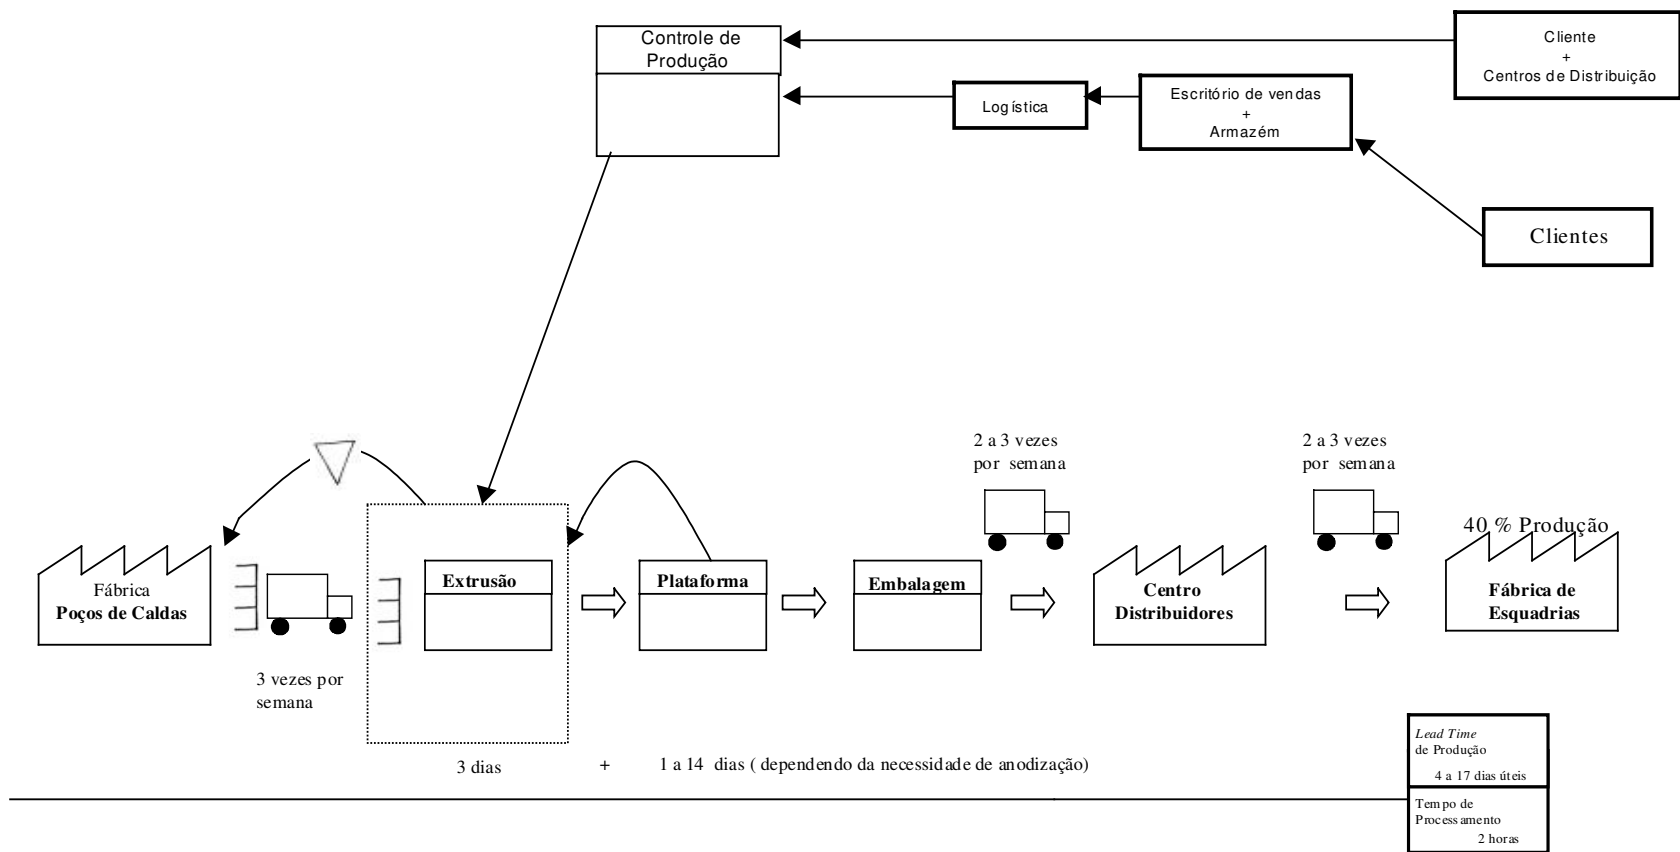 Controle de
Produção
Cliente
+
Centros de Distribuição
Logística
Escritório de vendas
+
Armazém
Clientes
2 a 3 vezes
por semana
2 a 3 vezes
por semana
40 % Produção
Fábrica
Poços de Caldas
Extrusão
Plataforma
Embalagem
Centro
Distribuidores
Fábrica de
Esquadrias
3 vezes por
semana
3 dias + 1 a 14 dias ( dependendo da necessidade de anodização)
Lead Time
de Produção
4 a 17 dias úteis
Tempo de
Processamento
2 horas